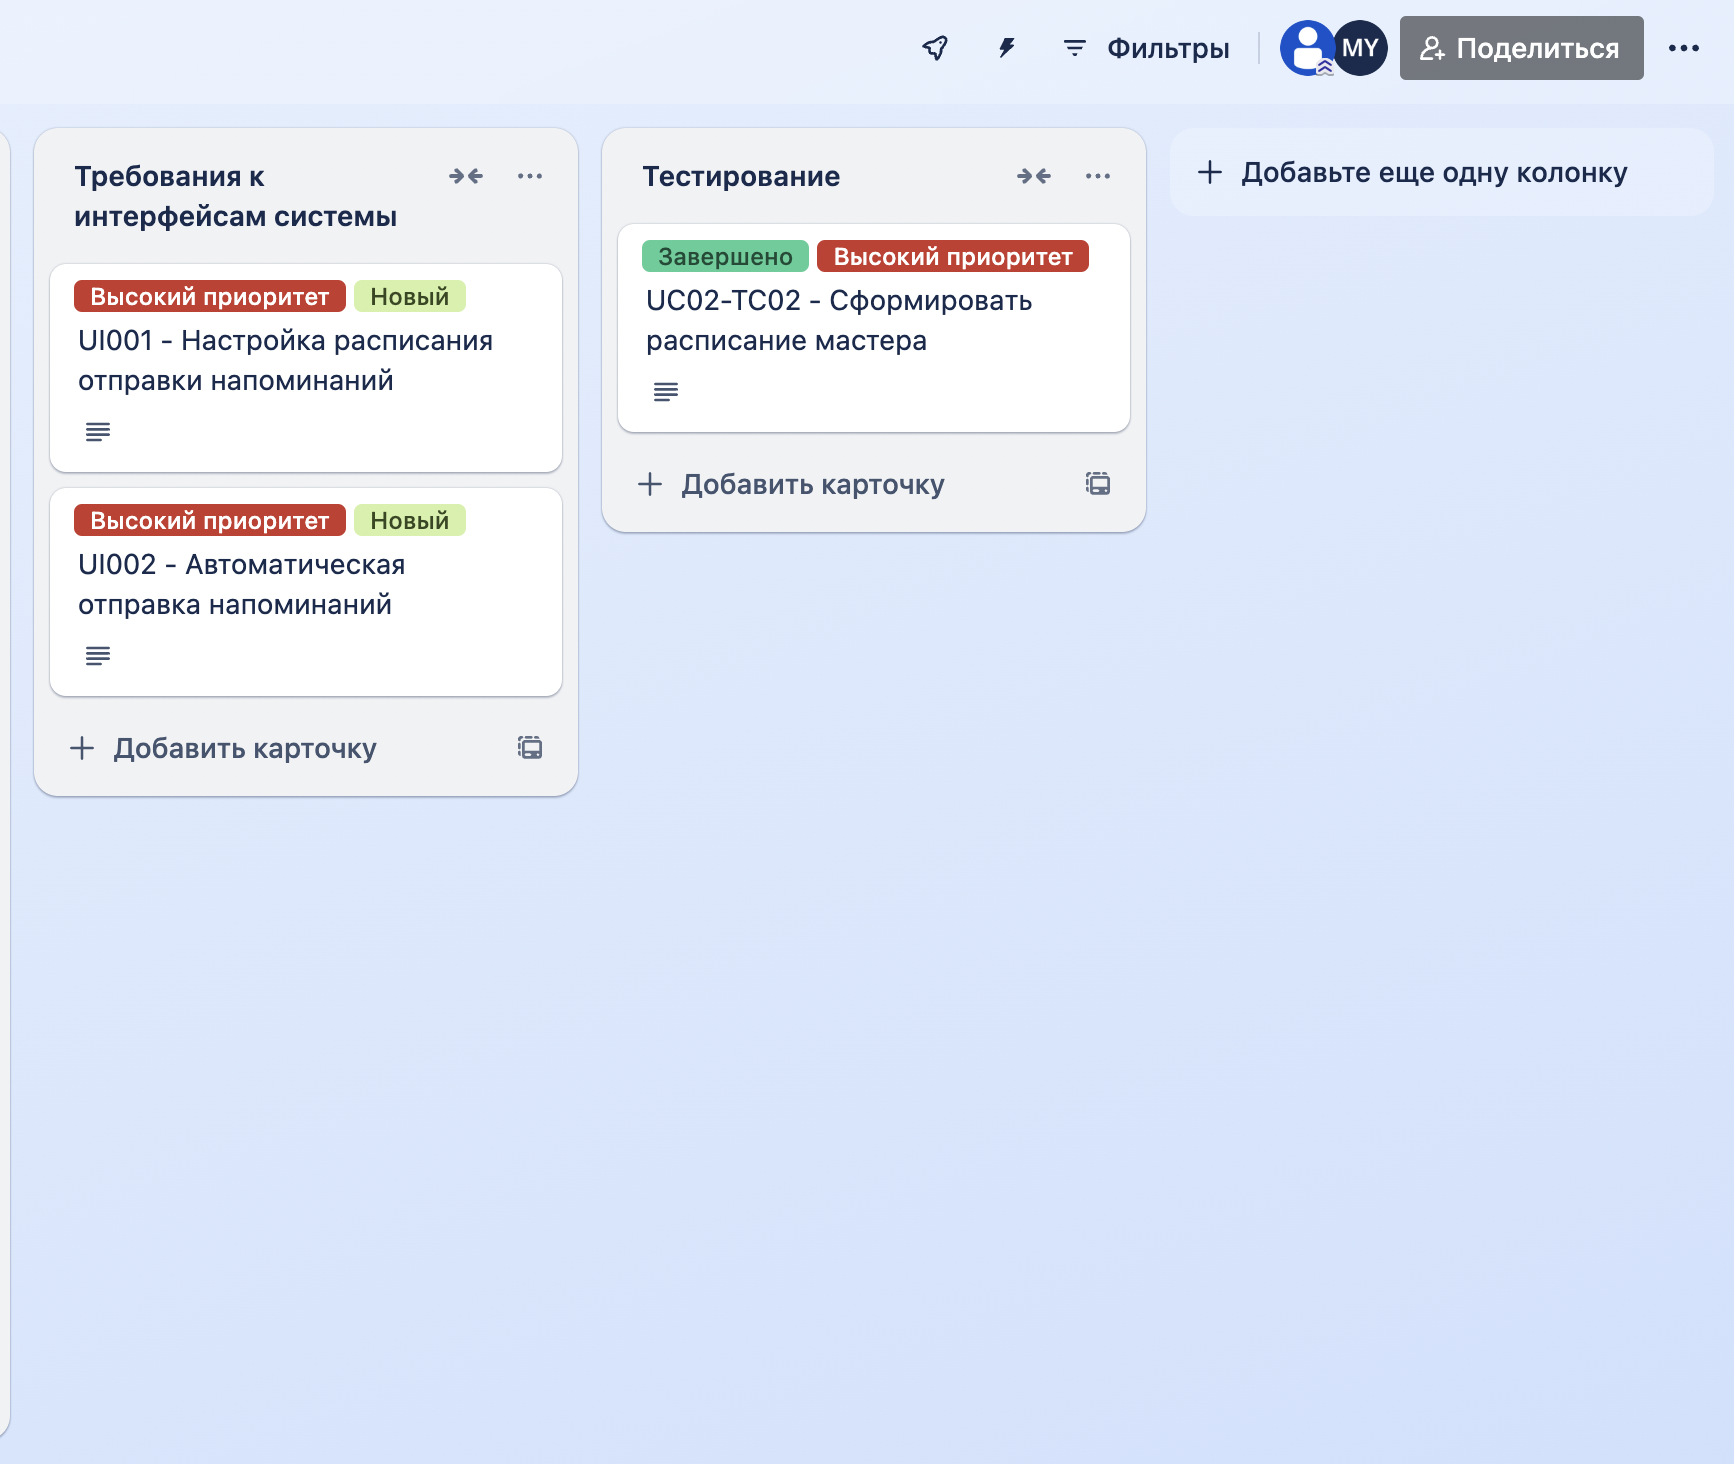 Фильтры
MY
Поделиться
Требования к
интерфейсам системы
Высокий приоритет Новый
UI001 - Настройка расписания
отправки напоминаний
Высокий приоритет Новый
UI002 - Автоматическая
отправка напоминаний
Добавить карточку
Тестирование
Завершено Высокий приоритет
UC02-TC02 - Сформировать
расписание мастера
Добавить карточку
Добавьте еще одну колонку